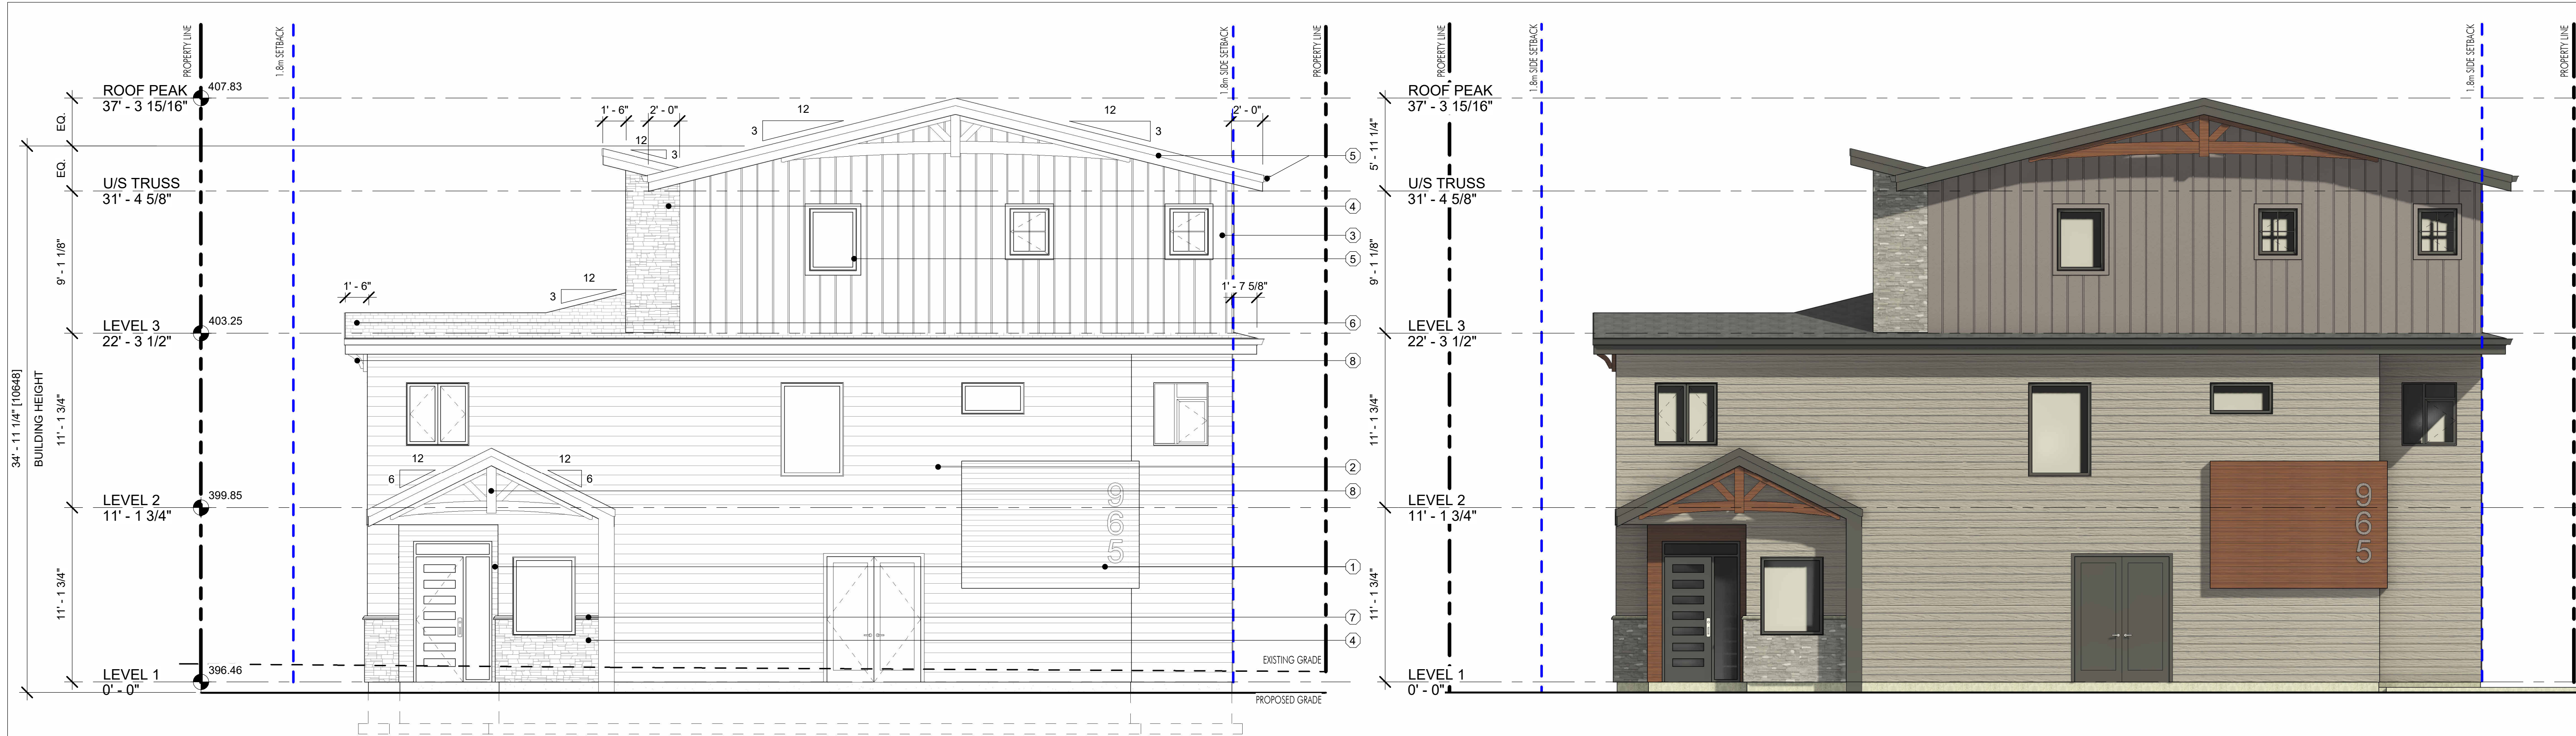 PROPERTY LINE
1.8m SETBACK
1.8m SIDE SETBACK
PROPERTY LINE
ROOF PEAK
37' - 3 15/16"
407.83
EQ.
EQ.
U/S TRUSS
31' - 4 5/8"
9' - 1 1/8"
LEVEL 3
22' - 3 1/2"
403.25
11' - 1 3/4"
34' - 11 1/4" [10648]
BUILDING HEIGHT
LEVEL 2
11' - 1 3/4"
399.85
11' - 1 3/4"
LEVEL 1
0' - 0"
396.46
1' - 6"
2' - 0"
12
3
12
3
12
3
2' - 0"
1' - 6"
12
3
1' - 7 5/8"
12
6
12
6
965
5
4
3
5
6
8
2
8
1
7
4
EXISTING GRADE
PROPOSED GRADE
PROPERTY LINE
1.8m SETBACK
1.8m SIDE SETBACK
PROPERTY LINE
ROOF PEAK
37' - 3 15/16"
5' - 11 1/4"
U/S TRUSS
31' - 4 5/8"
9' - 1 1/8"
LEVEL 3
22' - 3 1/2"
11' - 1 3/4"
LEVEL 2
11' - 1 3/4"
11' - 1 3/4"
LEVEL 1
0' - 0"
965